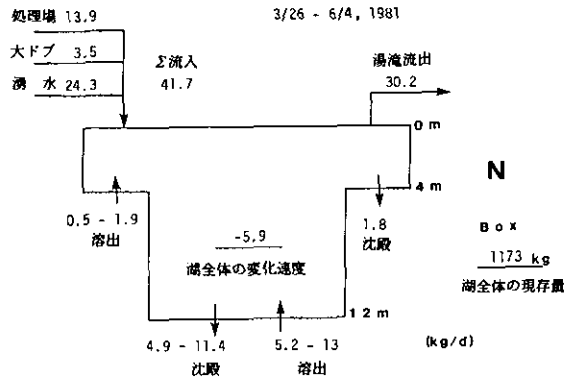 処理場 13.9
3/26 - 6/4, 1981
大ドブ 3.5
湧水 24.3
Σ流入
41.7
湯滝流出
30.2
0m
4m
N
0.5 - 1.9
溶出
1.8
沈殿
Box
-5.9
湖全体の変化速度
1173 kg
湖全体の現存量
12m
4.9 - 11.4
沈殿
5.2 - 13
溶出
(kg/d)